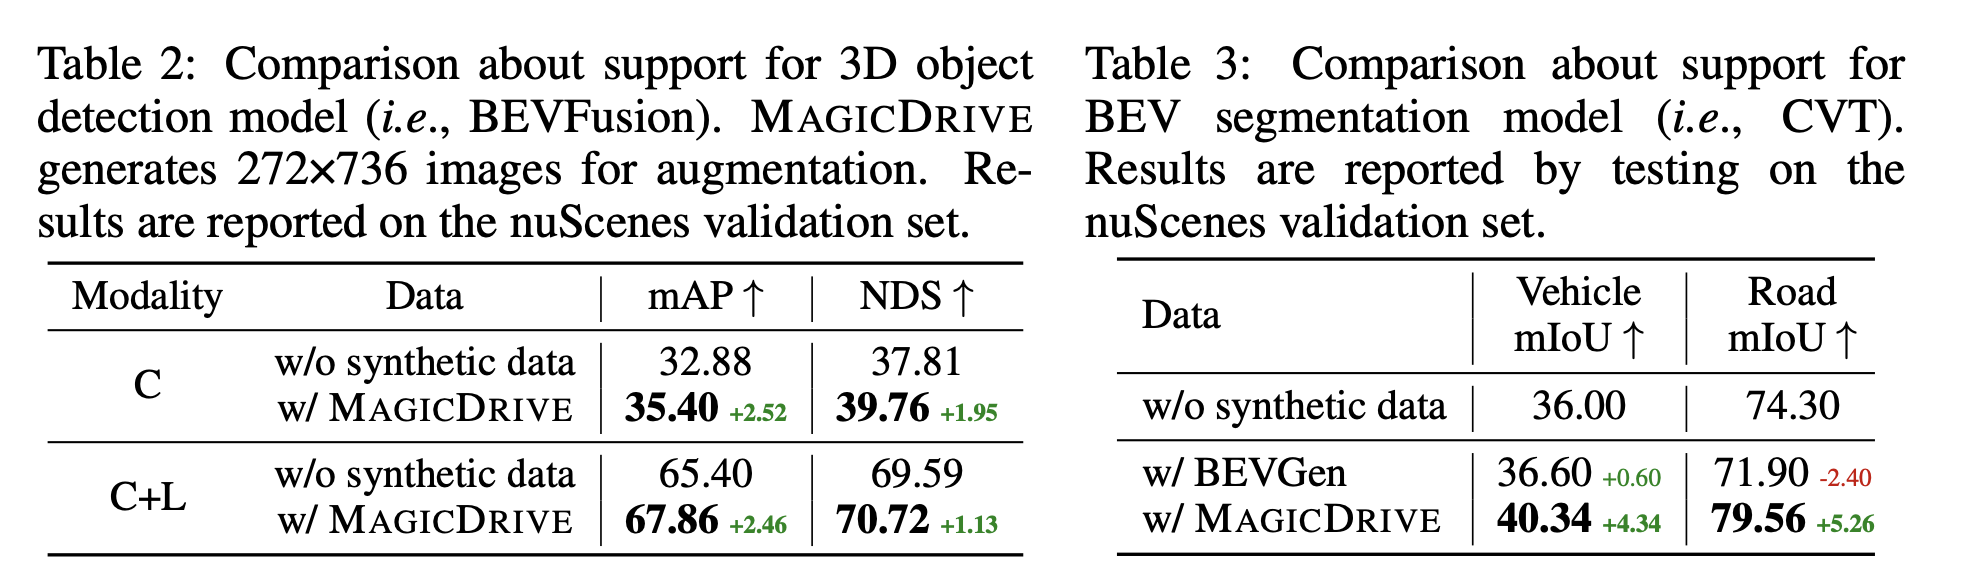 Table 2: Comparison about support for 3D object
detection model (i.e., BEVFusion). MAGICDRIVE
generates 272×736 images for augmentation. Re-
sults are reported on the nuScenes validation set.
Modality Data mAP ↑ NDS ↑
C
w/o synthetic data 32.88 37.81
w/ MAGICDRIVE 35.40 +2.52 39.76 +1.95
C+L
w/o synthetic data 65.40 69.59
w/ MAGICDRIVE 67.86 +2.46 70.72 +1.13
Table 3: Comparison about support for
BEV segmentation model (i.e., CVT).
Results are reported by testing on the
nuScenes validation set.
Data
Vehicle Road
mIoU ↑ mIoU ↑
w/o synthetic data 36.00 74.30
w/ BEVGen 36.60 +0.60 71.90 -2.40
w/ MAGICDRIVE 40.34 +4.34 79.56 +5.26